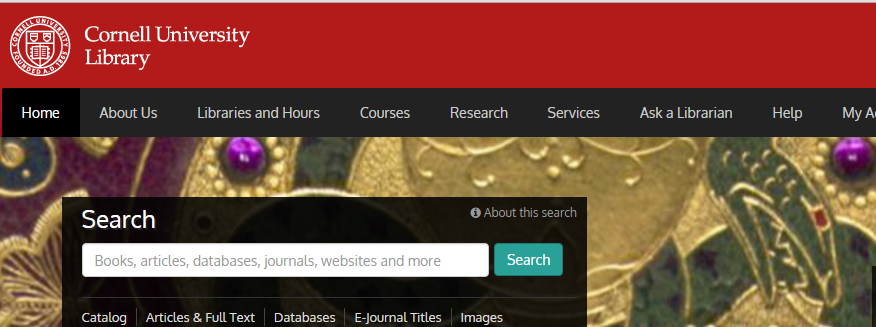 CORNELL UNIVERSITY
FOUNDED A.D. 1865
Cornell University
Library
Home About Us Libraries and Hours Courses Research Services Ask a Librarian Help My A
Search
About this search
Books, articles, databases, journals, websites and more
Search
Catalog Articles & Full Text Databases E-Journal Titles Images